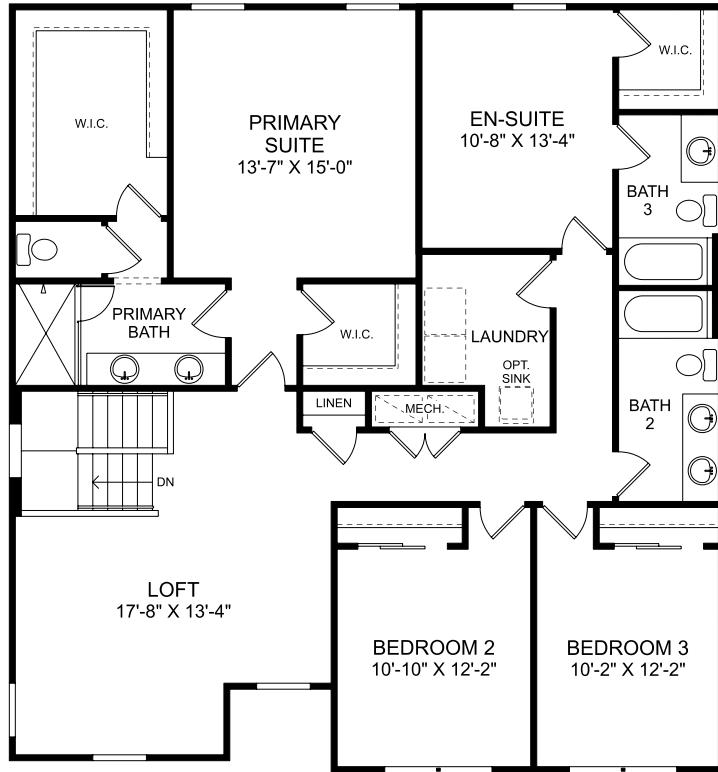 W.I.C.
EN-SUITE
10'-8" X 13'-4"
W.I.C.
PRIMARY
SUITE
13'-7" X 15'-0"
BATH
3
PRIMARY
BATH
W.I.C.
LAUNDRY
OPT.
SINK
LINEN
MECH.
BATH
2
DN
LOFT
17'-8" X 13'-4"
BEDROOM 2
10'-10" X 12'-2"
BEDROOM 3
10'-2" X 12'-2"